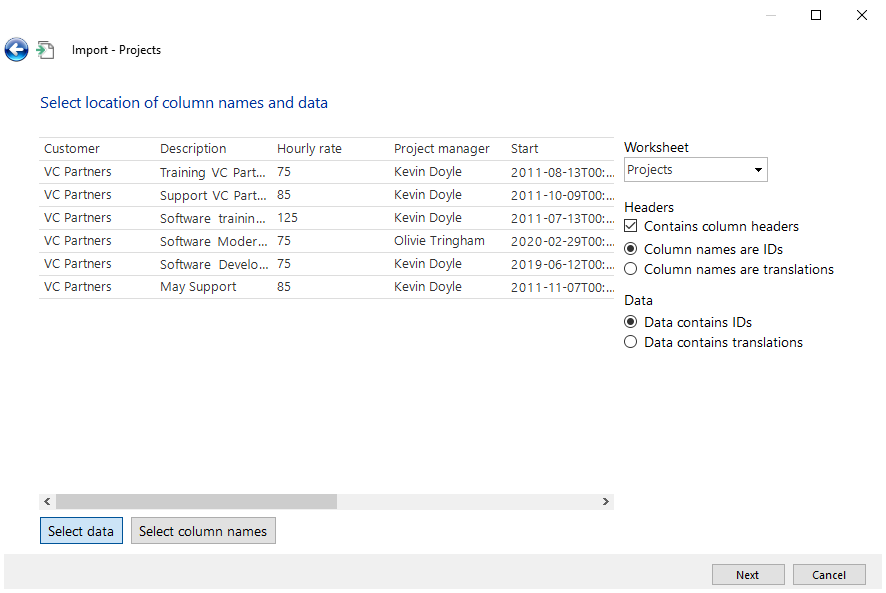 Import - Projects
Select location of column names and data
Customer Description Hourly rate Project manager Start
VC Partners Training VC Part... 75 Kevin Doyle 2011-08-13T00:...
VC Partners Support VC Part... 85 Kevin Doyle 2011-10-09T00:...
VC Partners Software trainin... 125 Kevin Doyle 2011-07-13T00:...
VC Partners Software Moder... 75 Olivie Tringham 2020-02-29T00:...
VC Partners Software Develo... 75 Kevin Doyle 2019-06-12T00:...
VC Partners May Support 85 Kevin Doyle 2011-11-07T00:...
Worksheet
Projects
Headers
Contains column headers
Column names are IDs
Column names are translations
Data
Data contains IDs
Data contains translations
Select data Select column names
Next Cancel